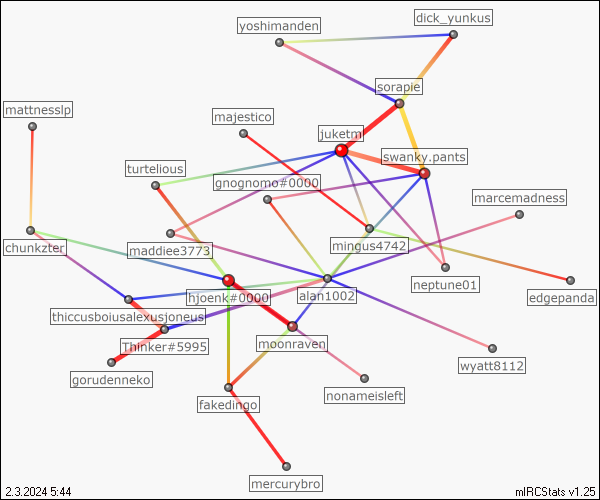 dick_yunkus
yoshimanden
sorapie
mattnesslp
majestico
juketm
swanky.pants
turtelious
gnognomo#0000
marcemadness
chunkzter
maddiee3773
mingus4742
neptune01
edgepanda
hjoenk#0000
alan1002
thiccusboiusalexusjoneus
Thinker#5995
moonraven
wyatt8112
gorudenneko
nonameisleft
fakedingo
mercurybro
2.3.2024 5:44
mIRCStats v1.25